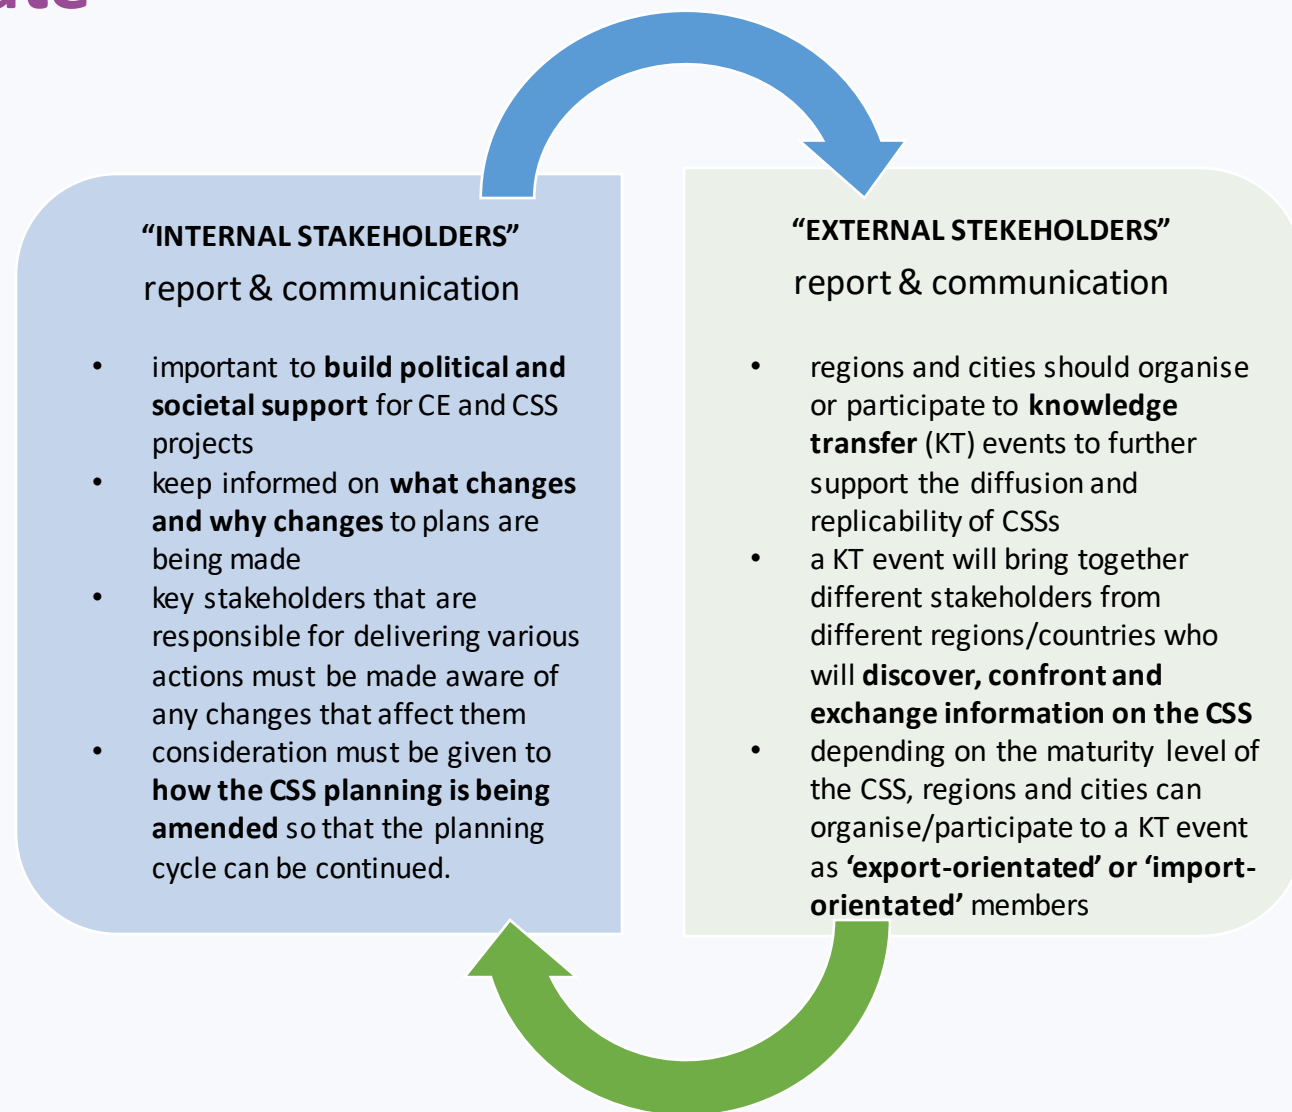 “INTERNAL STAKEHOLDERS”
report & communication
• important to build political and
societal support for CE and CSS
projects
• keep informed on what changes
and why changes to plans are
being made
• key stakeholders that are
responsible for delivering various
actions must be made aware of
any changes that affect them
• consideration must be given to
how the CSS planning is being
amended so that the planning
cycle can be continued.
“EXTERNAL STEKEHOLDERS”
report & communication
• regions and cities should organise
or participate to knowledge
transfer (KT) events to further
support the diffusion and
replicability of CSSs
• a KT event will bring together
different stakeholders from
different regions/countries who
will discover, confront and
exchange information on the CSS
• depending on the maturity level of
the CSS, regions and cities can
organise/participate to a KT event
as ‘export-orientated’ or ‘import-
orientated’ members